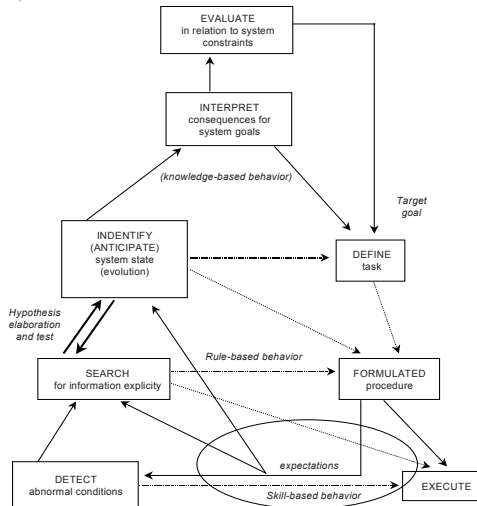 EVALUATE
in relation to system
constraints
INTERPRET
consequences for
system goals
(knowledge-based behavior)
Target
goal
INDENTIFY
(ANTICIPATE)
system state
(evolution)
DEFINE
task
Hypothesis
elaboration
and test
Rule-based behavior
SEARCH
for information explicity
FORMULATED
procedure
expectations
DETECT
abnormal conditions
Skill-based behavior
EXECUTE